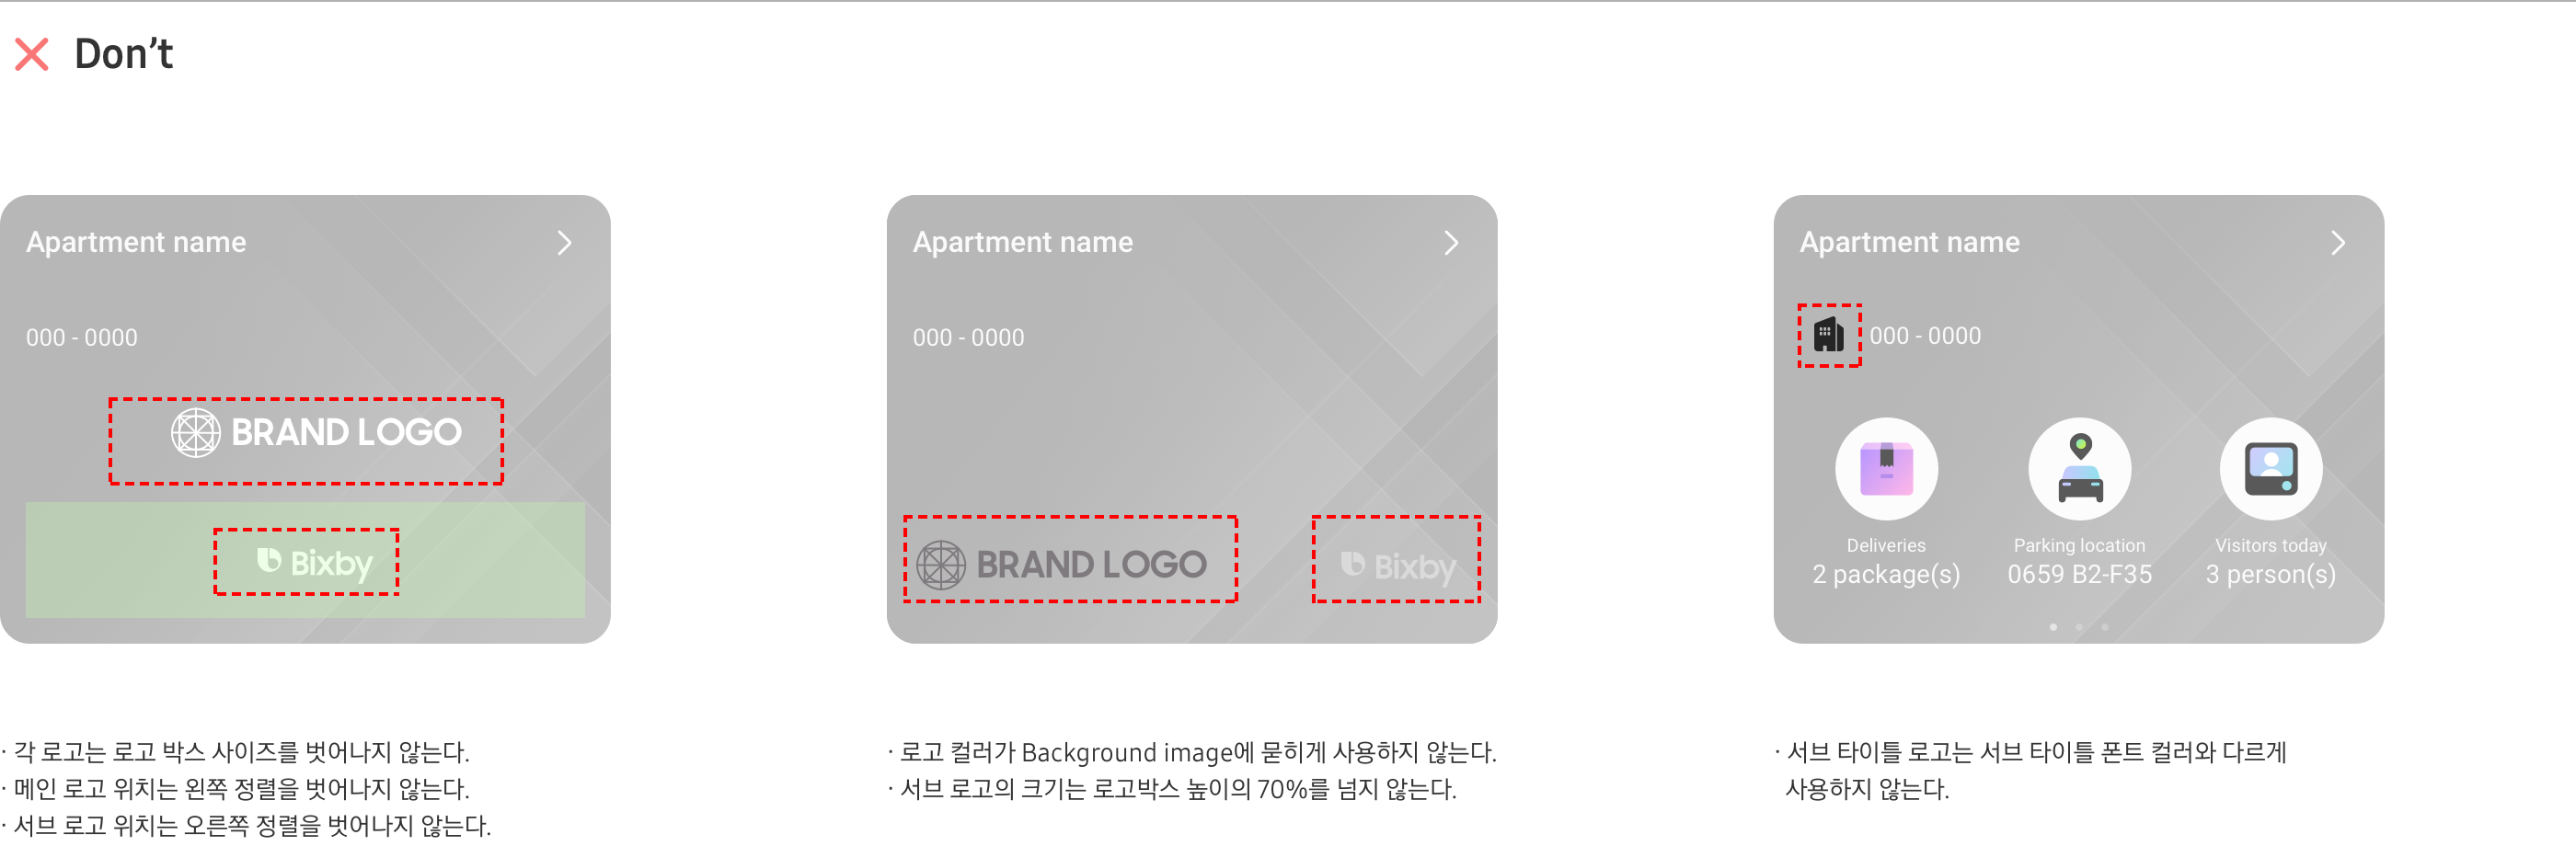 Don't
Apartment name
000 - 0000
BRAND LOGO
Bixby
· 각 로고는 로고 박스 사이즈를 벗어나지 않는다.
· 메인 로고 위치는 왼쪽 정렬을 벗어나지 않는다.
· 서브 로고 위치는 오른쪽 정렬을 벗어나지 않는다.
Apartment name
000 - 0000
BRAND LOGO
Bixby
· 로고 컬러가 Background image에 묻히게 사용하지 않는다.
· 서브 로고의 크기는 로고박스 높이의 70%를 넘지 않는다.
Apartment name
000 - 0000
Deliveries
2 package(s)
Parking location
0659 B2-F35
Visitors today
3 person(s)
· 서브 타이틀 로고는 서브 타이틀 폰트 컬러와 다르게
사용하지 않는다.